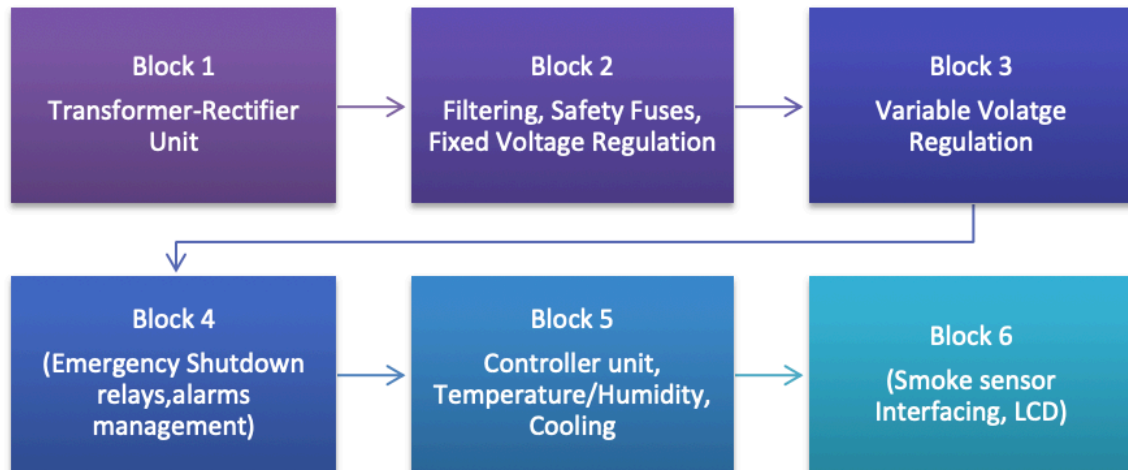 Block 1
Transformer-Rectifier
Unit
Block 2
Filtering, Safety Fuses,
Fixed Voltage Regulation
Block 3
Variable Volatge
Regulation
Block 4
(Emergency Shutdown
relays,alarms
management)
Block 5
Controller unit,
Temperature/Humidity,
Cooling
Block 6
(Smoke sensor
Interfacing, LCD)